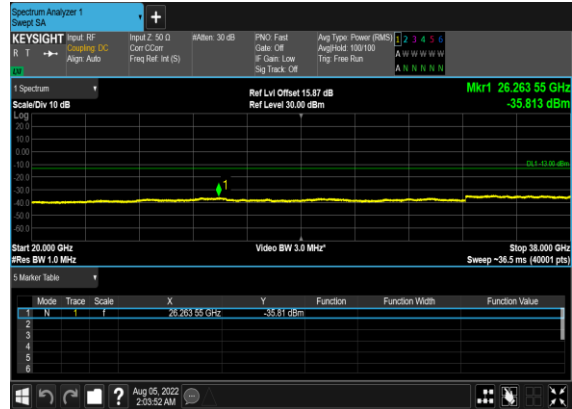 Spectrum Analyzer 1
Swept SA
+
KEYSIGHT
R T
Input: RF
Coupling: DC
Align: Auto
Input Z: 50 Ω
Corr CCorr
Freq Ref: Int (S)
#Atten: 30 dB
PNO: Fast
Gate: Off
IF Gain: Low
Sig Track: Off
Avg Type: Power (RMS)
Avg|Hold: 100/100
Trig: Free Run
1 2 3 4 5 6
A W W W W W
A N N N N N
1 Spectrum
Scale/Div 10 dB
Ref Lvl Offset 15.87 dB
Ref Level 30.00 dBm
Mkr1 26.263 55 GHz
-35.813 dBm
Log
20.0
10.0
0.00
-10.0
-20.0
-30.0
-40.0
-50.0
-60.0
DL1 -13.00 dBm
1
Start 20.000 GHz
#Res BW 1.0 MHz
Video BW 3.0 MHz*
Stop 38.000 GHz
Sweep ~36.5 ms (40001 pts)
5 Marker Table
Mode Trace Scale X Y Function Function Width Function Value
1 N 1 f 26.263 55 GHz -35.81 dBm
2
3
4
5
6
? Aug 05, 2022
2:03:52 AM